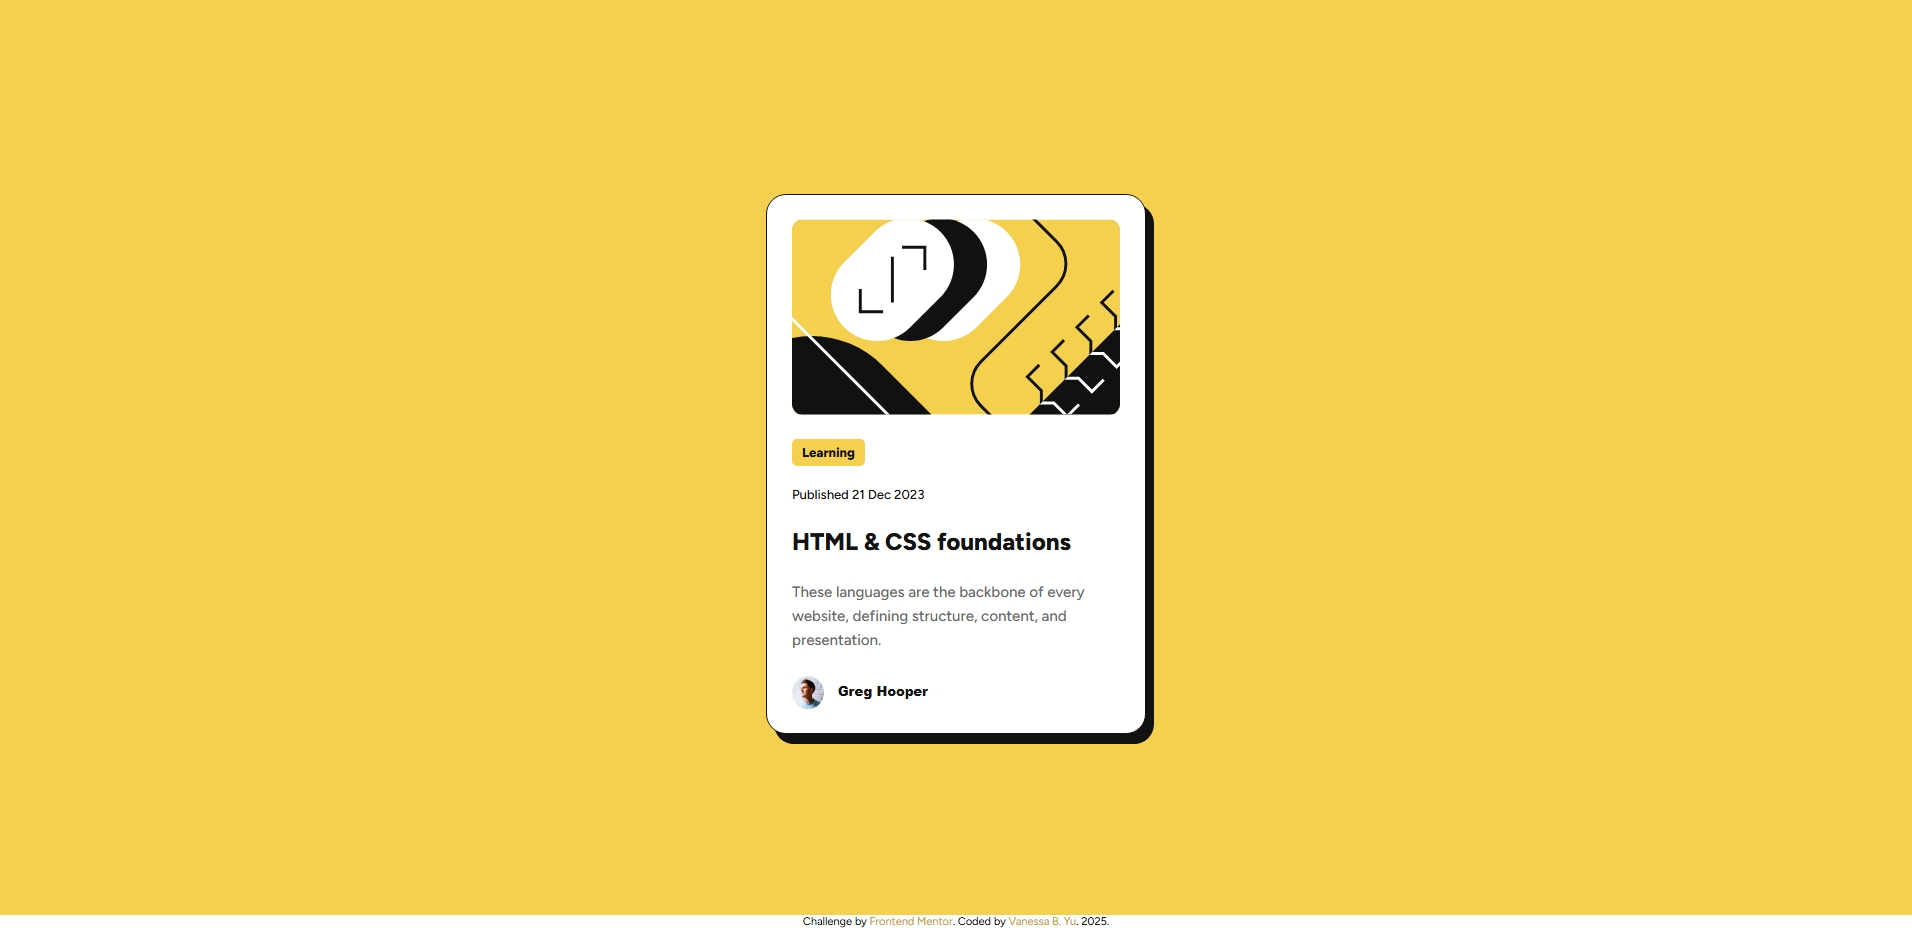 Learning
Published 21 Dec 2023
HTML & CSS foundations
These languages are the backbone of every
website, defining structure, content, and
presentation.
Greg Hooper
Challenge by Frontend Mentor. Coded by Vanessa B. Yu. 2025.